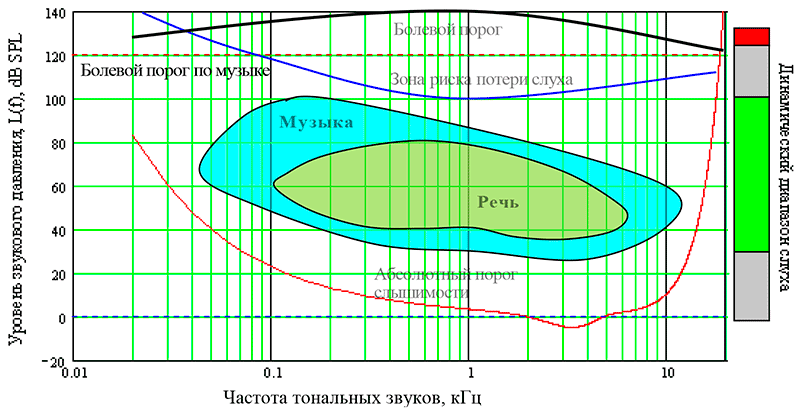 140
Болевой порог
120
Болевой порог по музыке
Зона риска потери слуха
100
Музыка
80
60
Речь
40
20
Абсолютный порог
слышимости
0
−20
0.01
0.1
1
10
Частота тональных звуков, кГц
Уровень звукового давления, L(f), dB SPL
Динамический диапазон слуха